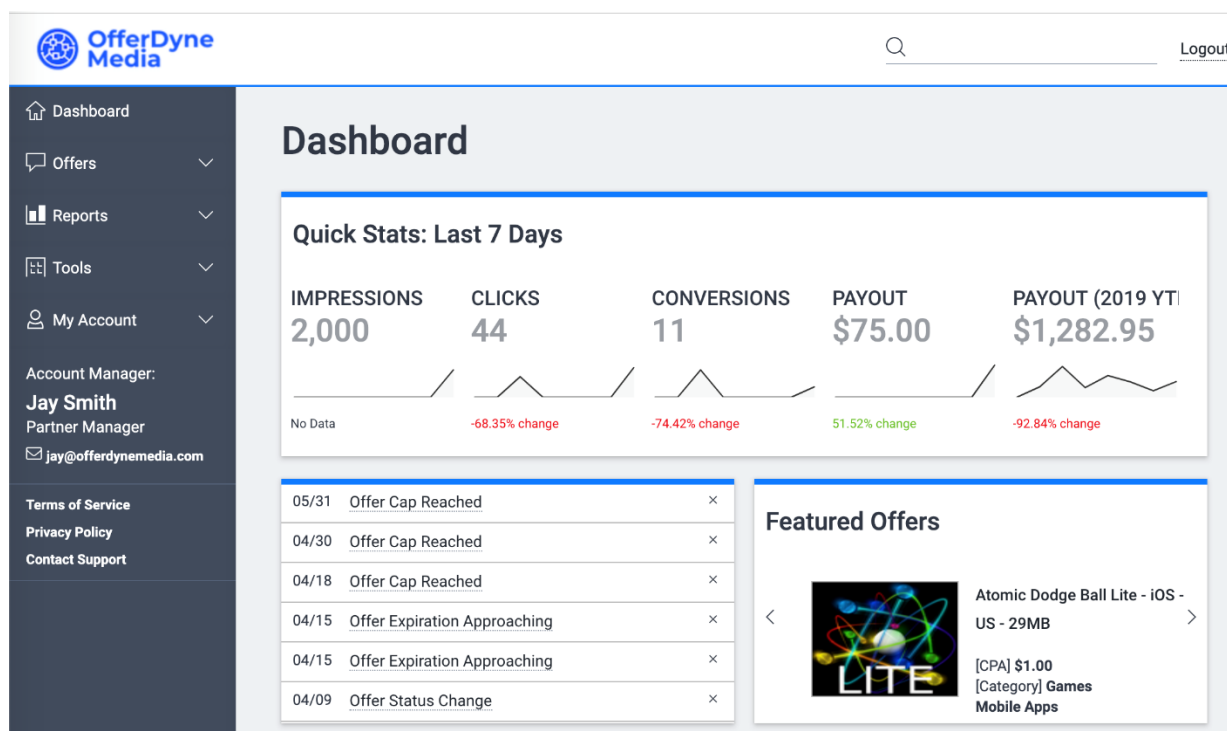 OfferDyne
Media
Logout
Dashboard
Offers
Reports
Tools
My Account
Account Manager:
Jay Smith
Partner Manager
jay@offerdynemedia.com
Terms of Service
Privacy Policy
Contact Support
Dashboard
Quick Stats: Last 7 Days
IMPRESSIONS CLICKS CONVERSIONS PAYOUT PAYOUT (2019 YT
2,000 44 11 $75.00 $1,282.95
No Data -68.35% change -74.42% change 51.52% change -92.84% change
05/31 Offer Cap Reached ×
04/30 Offer Cap Reached ×
04/18 Offer Cap Reached ×
04/15 Offer Expiration Approaching ×
04/15 Offer Expiration Approaching ×
04/09 Offer Status Change ×
Featured Offers
LITE
Atomic Dodge Ball Lite - iOS -
US - 29MB
[CPA] $1.00
[Category] Games
Mobile Apps